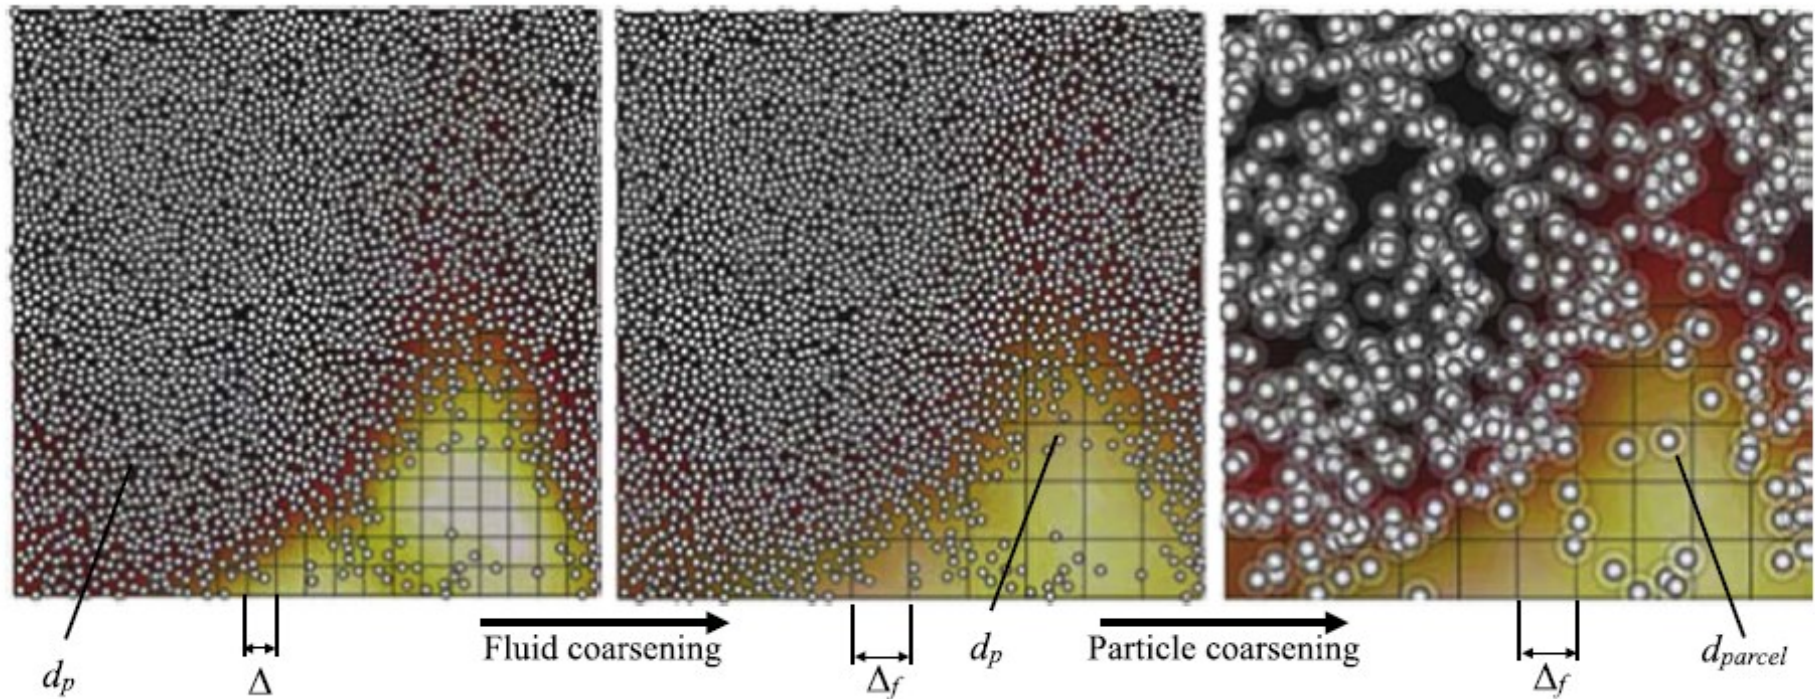 d_p
Δ
Fluid coarsening
Δ_f
d_p
Particle coarsening
Δ_f
d_parcel